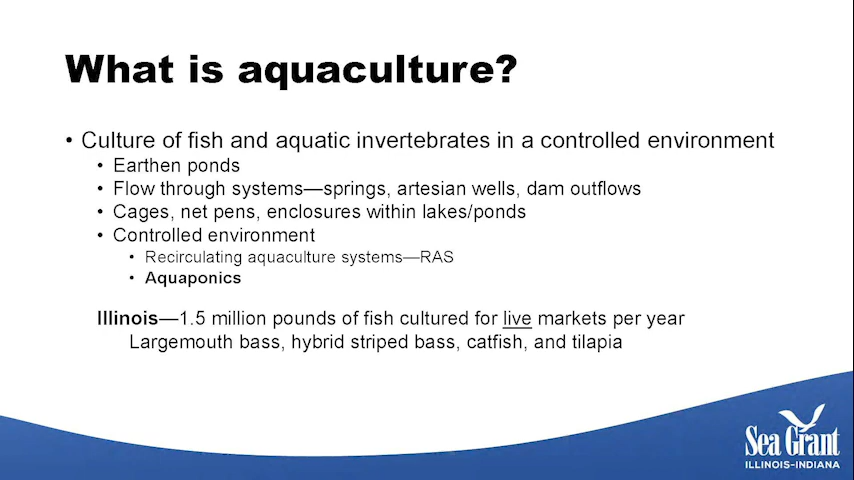 What is aquaculture?
• Culture of fish and aquatic invertebrates in a controlled environment
• Earthen ponds
• Flow through systems—springs, artesian wells, dam outflows
• Cages, net pens, enclosures within lakes/ponds
• Controlled environment
• Recirculating aquaculture systems—RAS
• Aquaponics
Illinois—1.5 million pounds of fish cultured for live markets per year
Largemouth bass, hybrid striped bass, catfish, and tilapia
Sea Grant
ILLINOIS-INDIANA